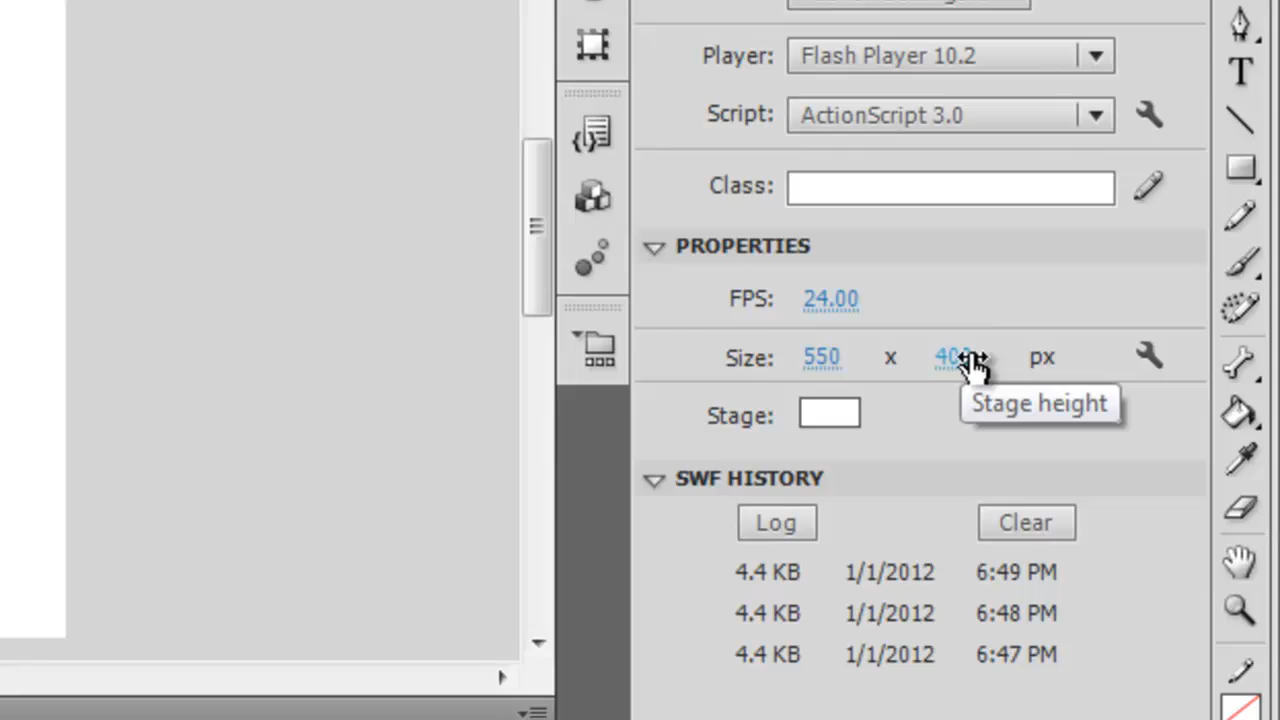 Player: Flash Player 10.2
Script: ActionScript 3.0
Class:
PROPERTIES
FPS: 24.00
Size: 550 x px
Stage height
Stage:
SWF HISTORY
Log Clear
4.4 KB 1/1/2012 6:49 PM
4.4 KB 1/1/2012 6:48 PM
4.4 KB 1/1/2012 6:47 PM